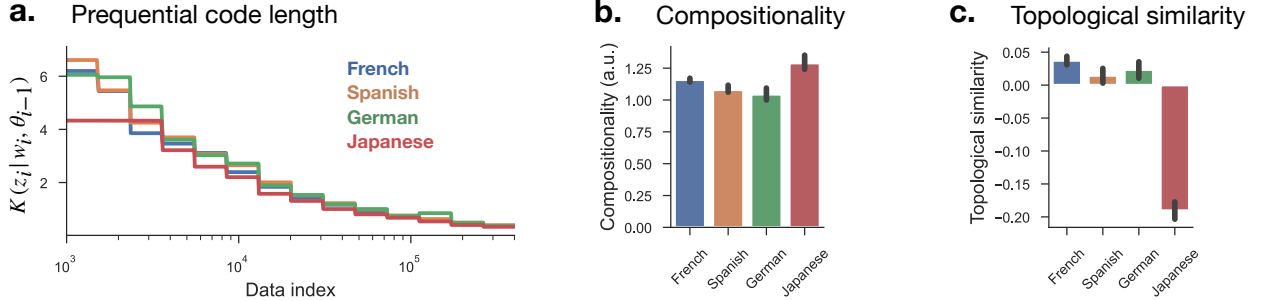 a. Prequential code length
K(z_i | w_i, θ_{i−1})
6
4
2
10^3
10^4
10^5
Data index
French
Spanish
German
Japanese
b. Compositionality
Compositionality (a.u.)
1.25
1.00
0.75
0.50
0.25
0.00
French
Spanish
German
Japanese
c. Topological similarity
Topological similarity
0.05
0.00
−0.05
−0.10
−0.15
−0.20
French
Spanish
German
Japanese